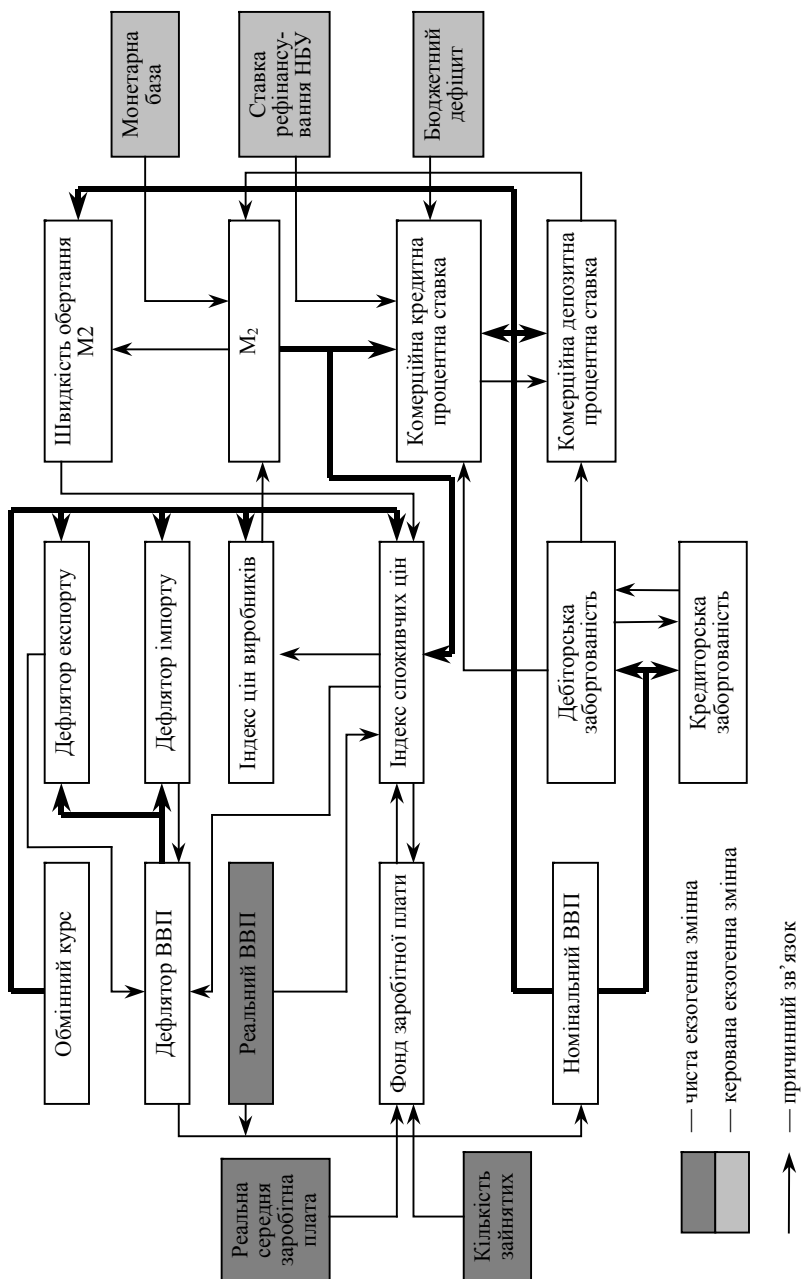 Обмінний курс
Дефлятор експорту
Швидкість обертання
М2
Монетарна
база
Дефлятор ВВП
Дефлятор імпорту
Реальний ВВП
Індекс цін виробників
М₂
Ставка
рефінансу-
вання НБУ
Реальна
середня
заробітна
плата
Фонд заробітної плати
Індекс споживчих цін
Комерційна кредитна
процентна ставка
Бюджетний
дефіцит
Кількість
зайнятих
Номінальний ВВП
Дебіторська
заборгованість
Комерційна депозитна
процентна ставка
Кредиторська
заборгованість
— чиста екзогенна змінна
— керована екзогенна змінна
— причинний зв’язок